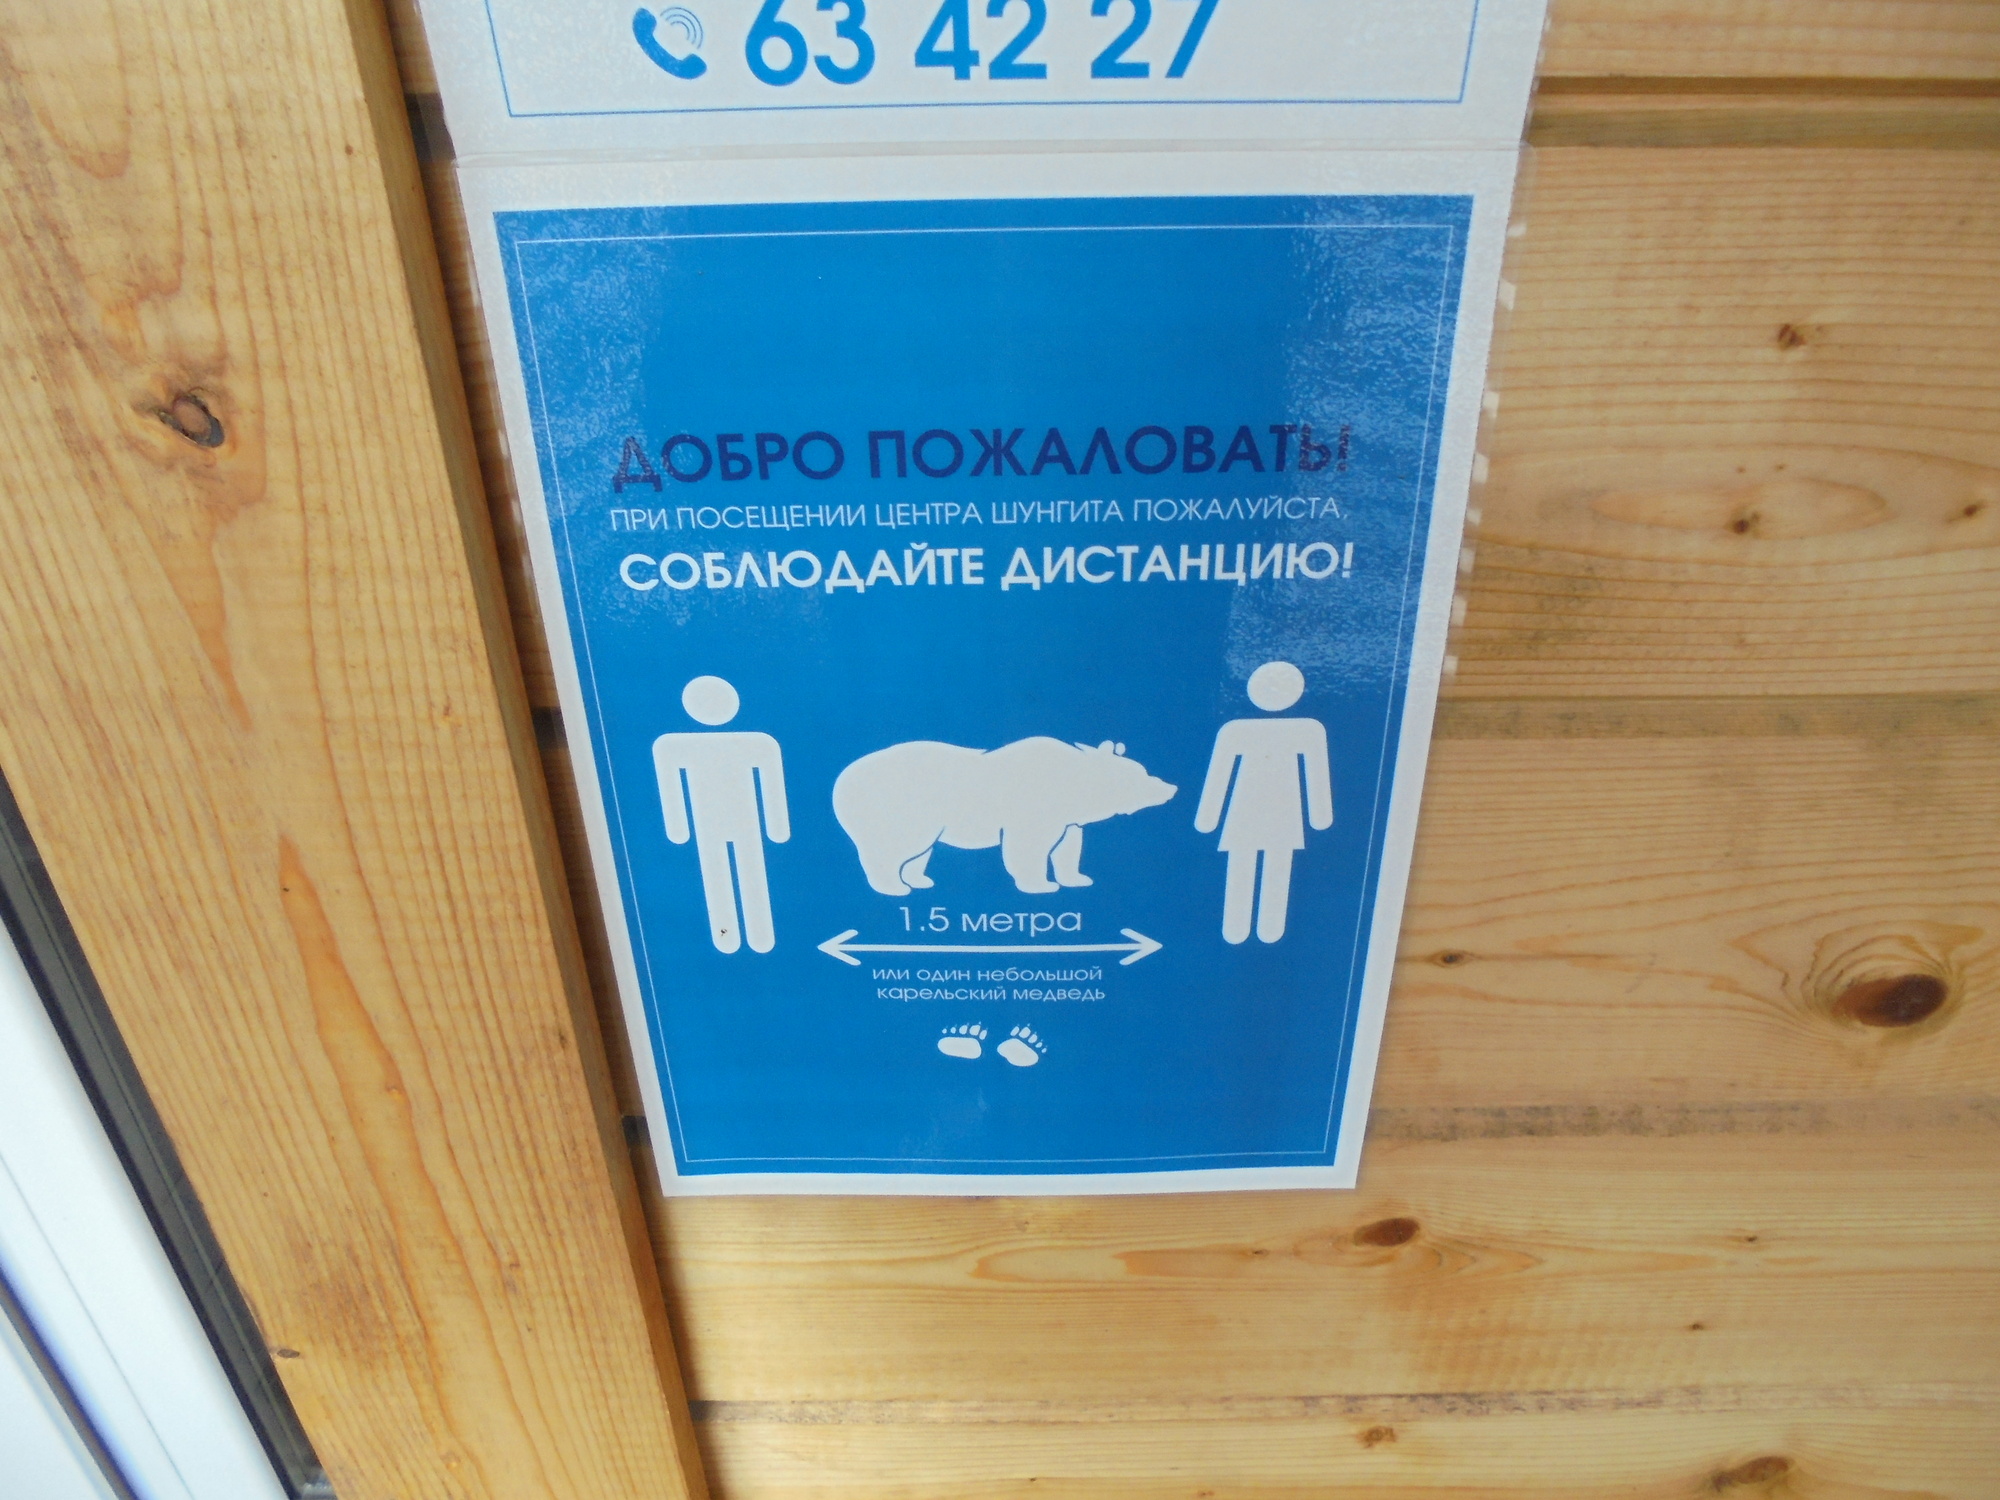 63 42 27
ДОБРО ПОЖАЛОВАТЬ!
ПРИ ПОСЕЩЕНИИ ЦЕНТРА ШУНГИТА ПОЖАЛУЙСТА,
СОБЛЮДАЙТЕ ДИСТАНЦИЮ!
1.5 метра
или один небольшой
карельский медведь